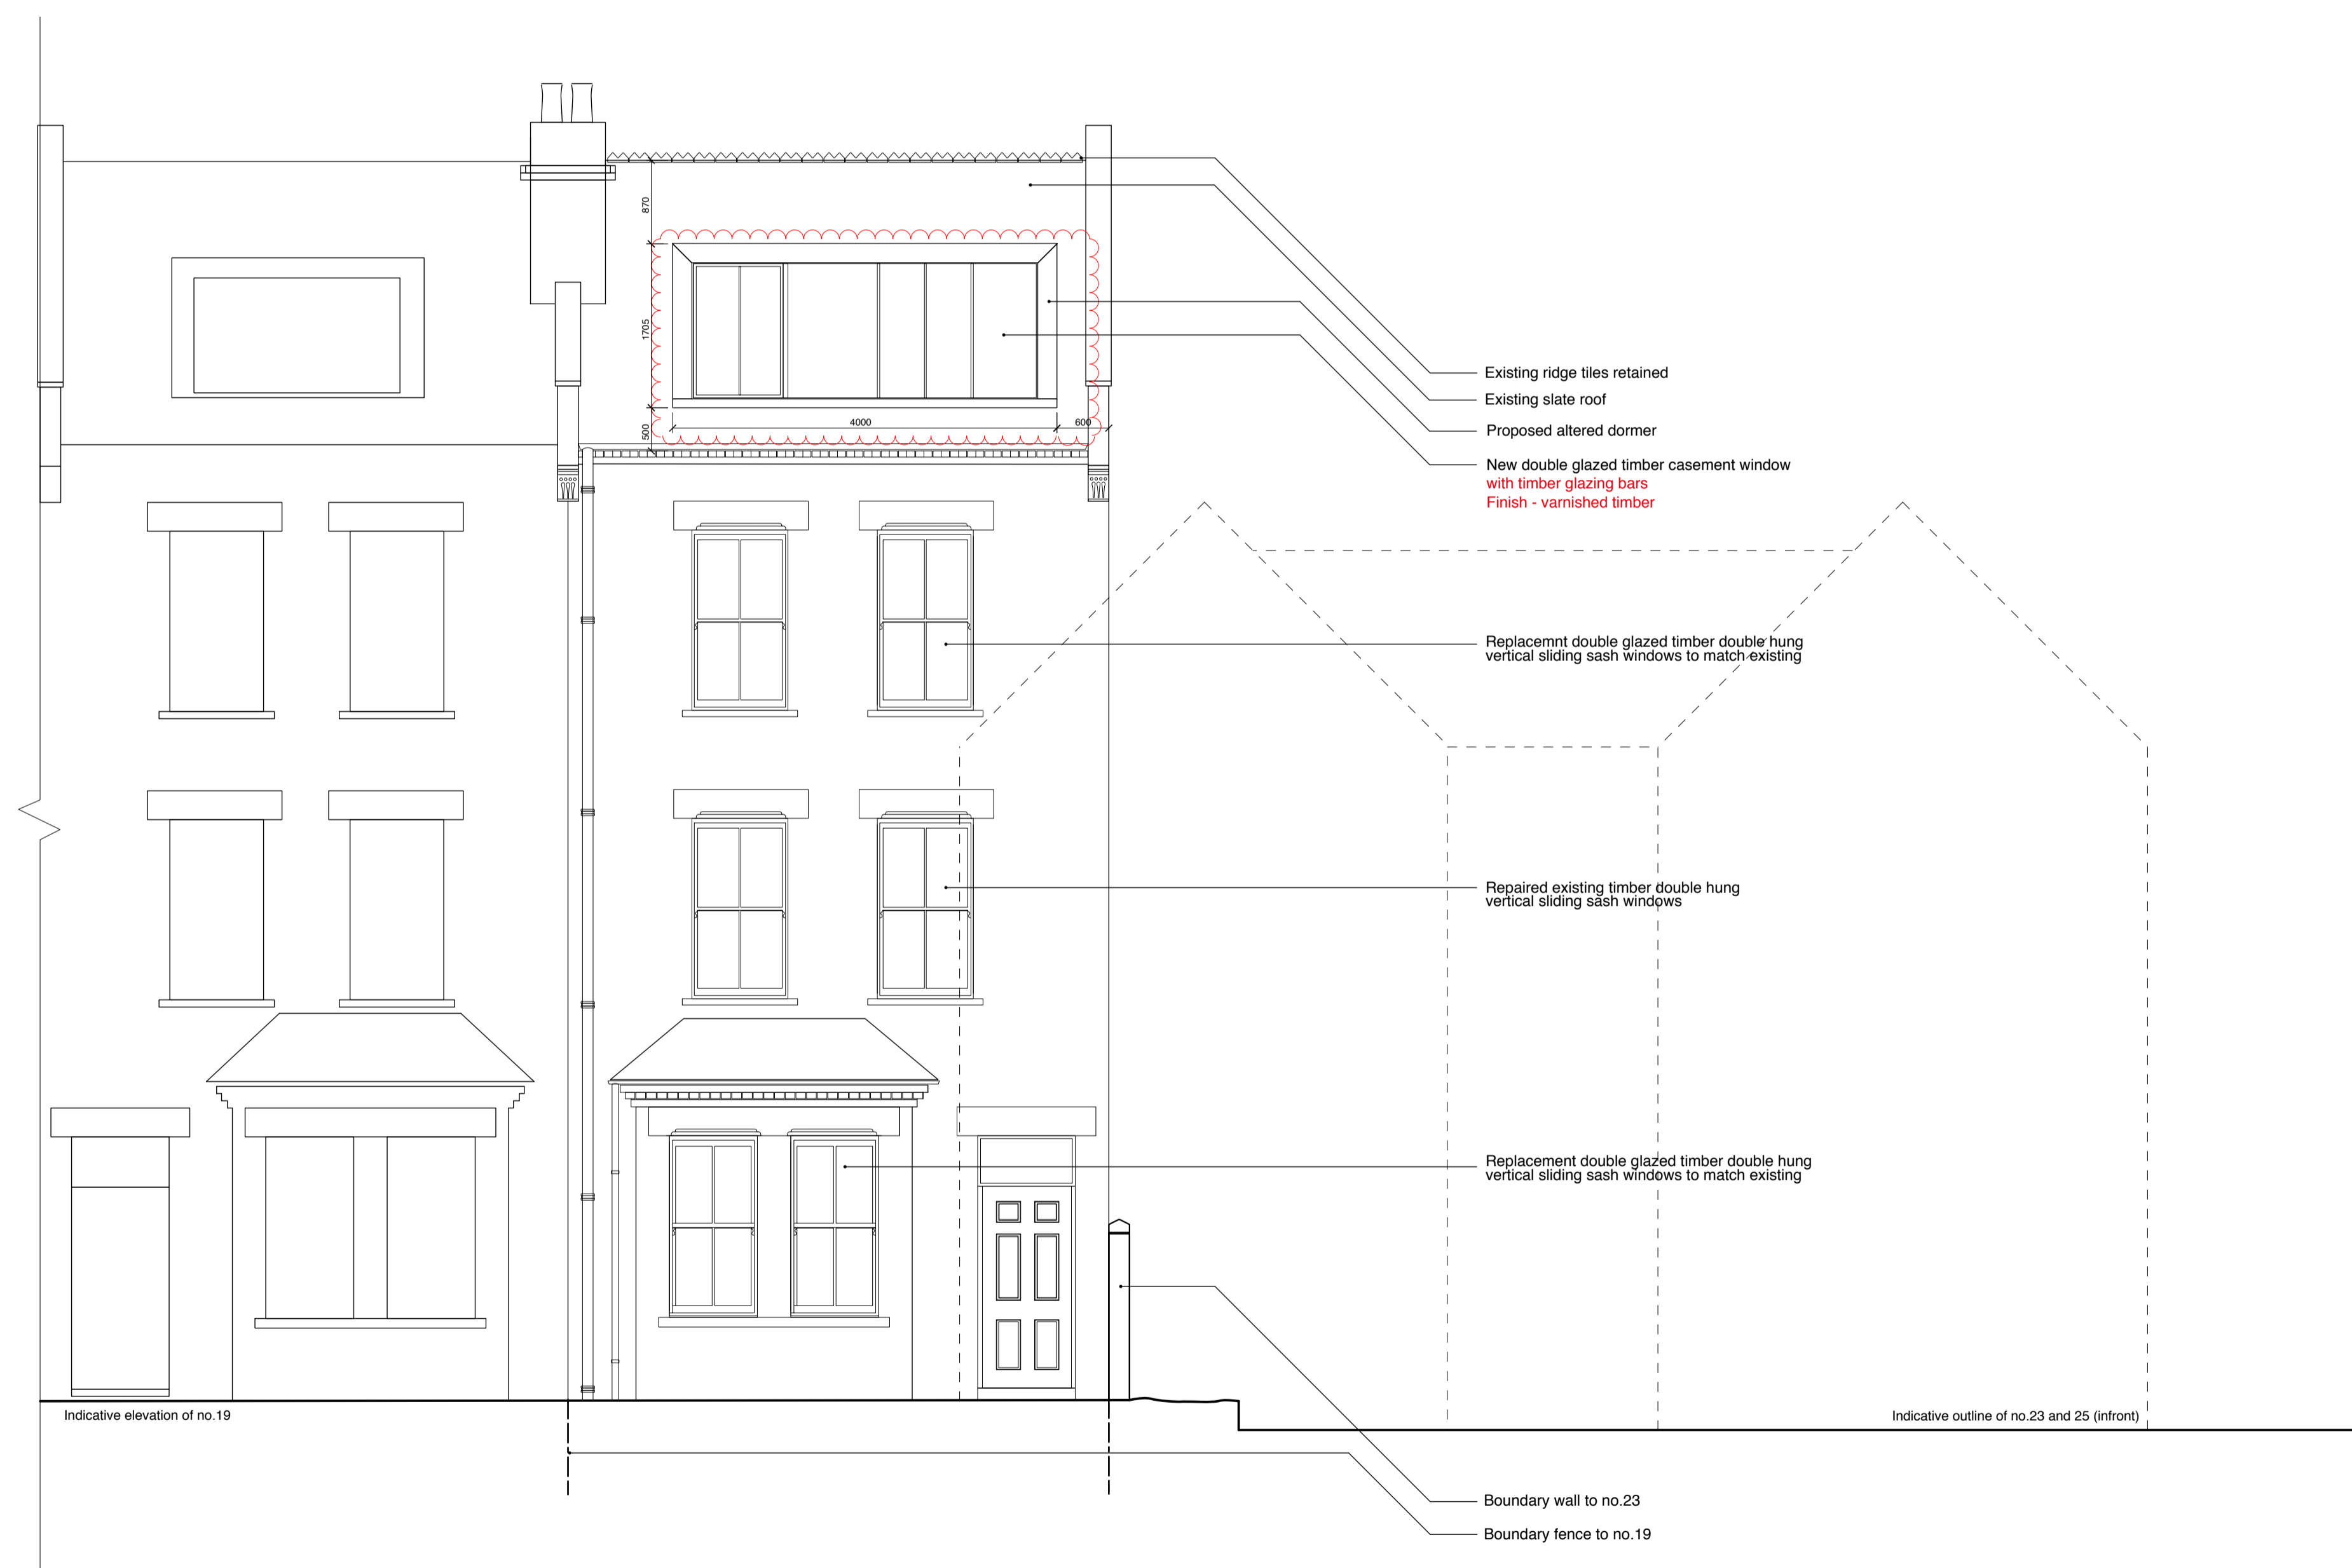 870
1705
500
4000
600
Existing ridge tiles retained
Existing slate roof
Proposed altered dormer
New double glazed timber casement window
with timber glazing bars
Finish - varnished timber
Replacemnt double glazed timber double hung
vertical sliding sash windows to match existing
Repaired existing timber double hung
vertical sliding sash windows
Replacement double glazed timber double hung
vertical sliding sash windows to match existing
Indicative elevation of no.19
Indicative outline of no.23 and 25 (infront)
Boundary wall to no.23
Boundary fence to no.19